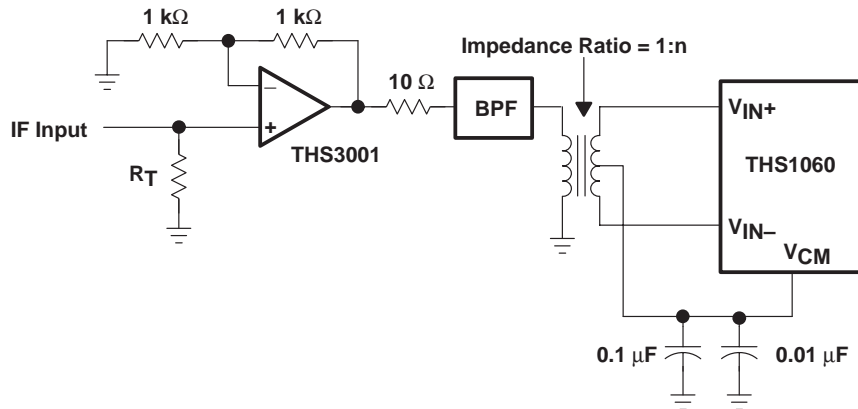 1 kΩ
1 kΩ
Impedance Ratio = 1:n
10 Ω
−
+
BPF
VIN+
IF Input
THS3001
THS1060
RT
VIN−
VCM
0.1 μF
0.01 μF